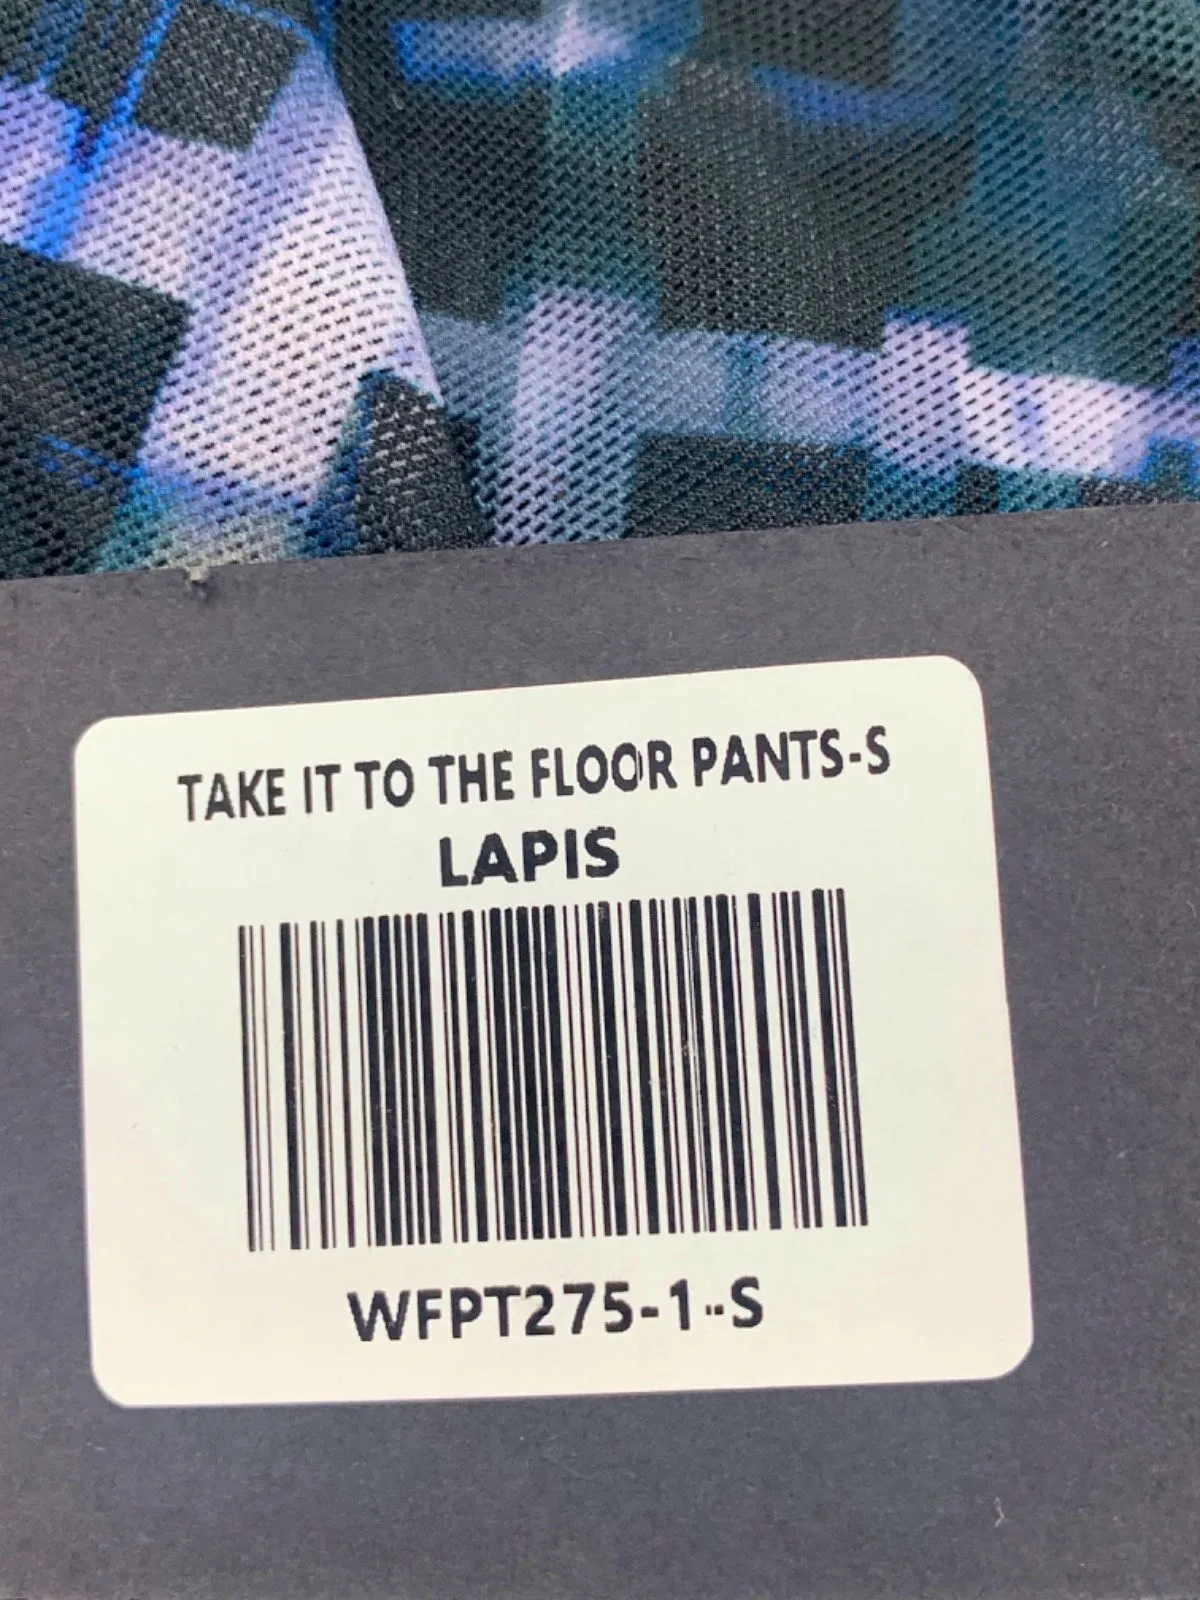 TAKE IT TO THE FLOOR PANTS-S
LAPIS
WFPT275-1--S